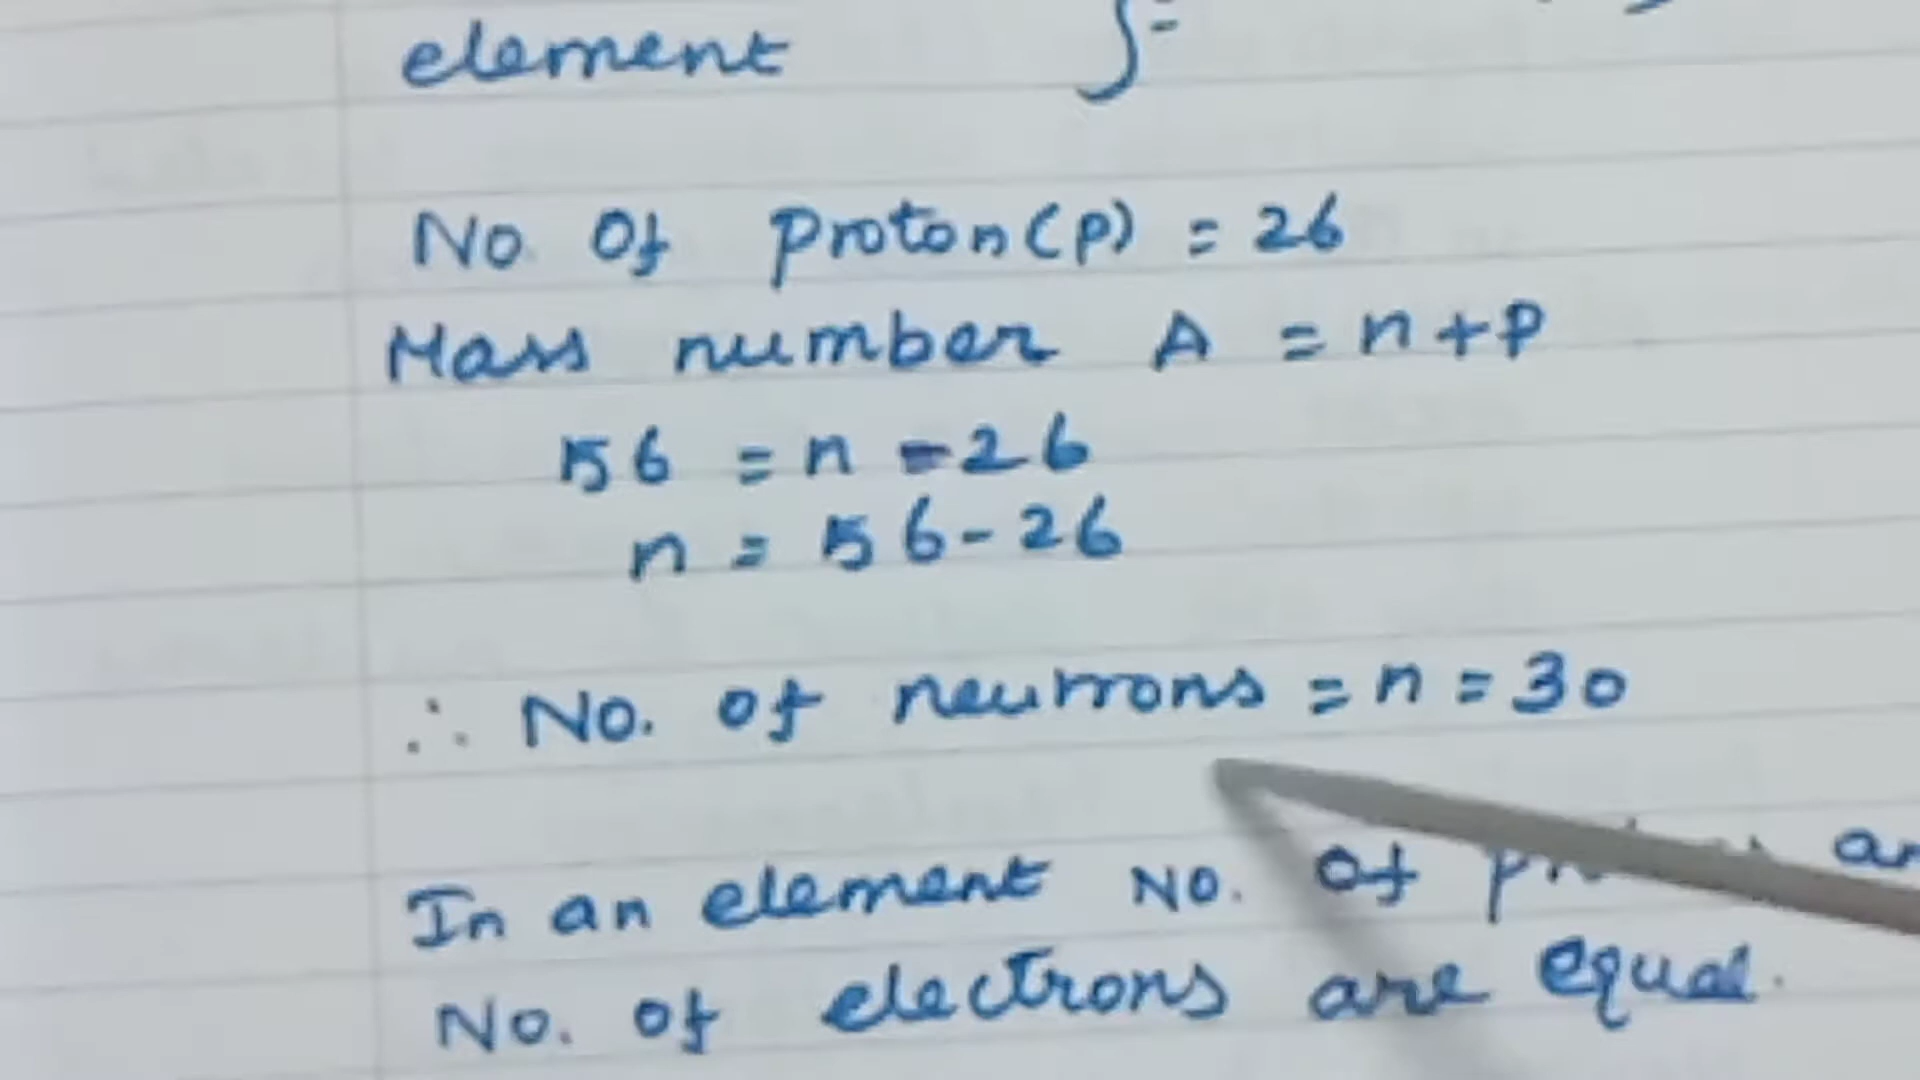 element
No. Of proton(p) = 26
Mass number A = n+p
56 = n - 26
n = 56 - 26
∴ No. of neutrons = n = 30
In an element No. Of
No. of electrons are equal.